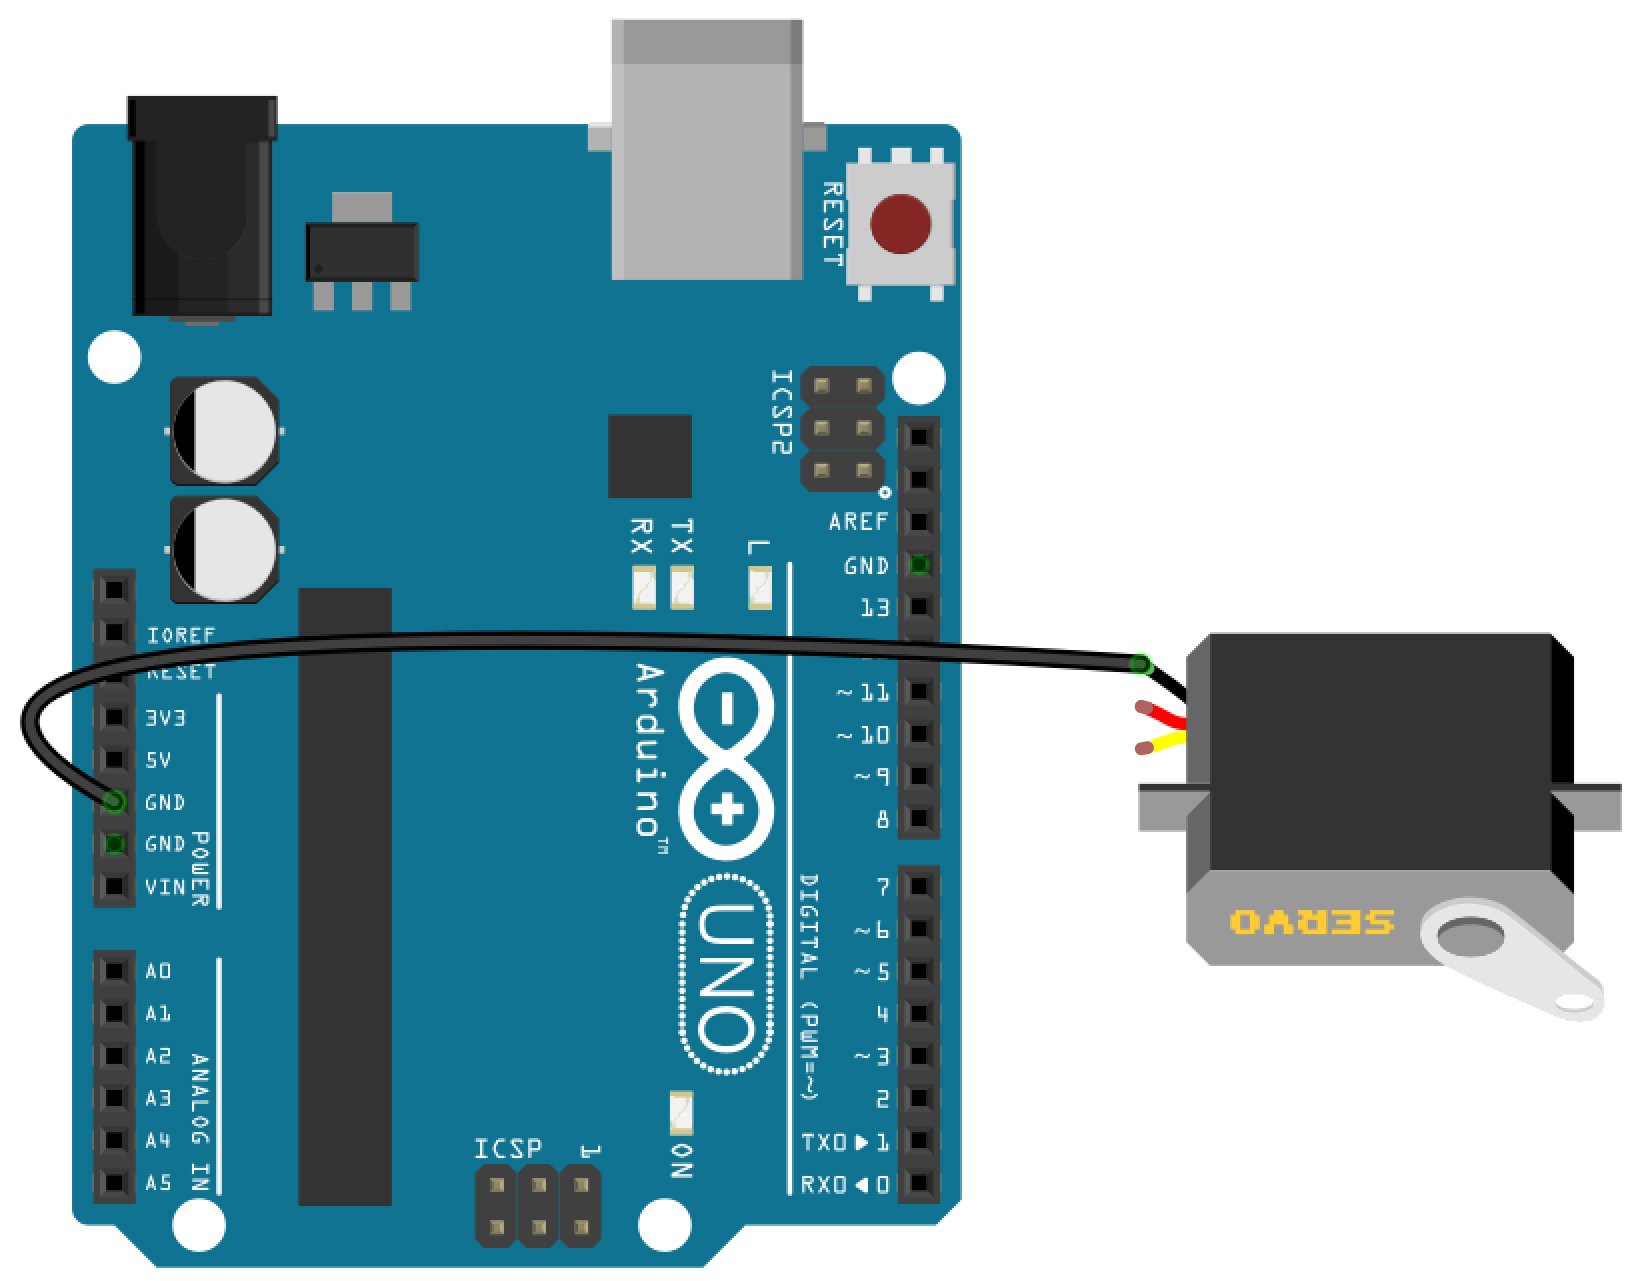 RESET
ICSP2
RX
TX
L
AREF
GND
13
~11
~10
~9
8
IOREF
RESET
3V3
5V
GND
GND
VIN
POWER
Arduino™
UNO
DIGITAL (PWM=~)
7
~6
~5
4
~3
2
TX0▶1
RX0◀0
A0
A1
A2
A3
A4
A5
ANALOG IN
ICSP
1
ON
SERVO